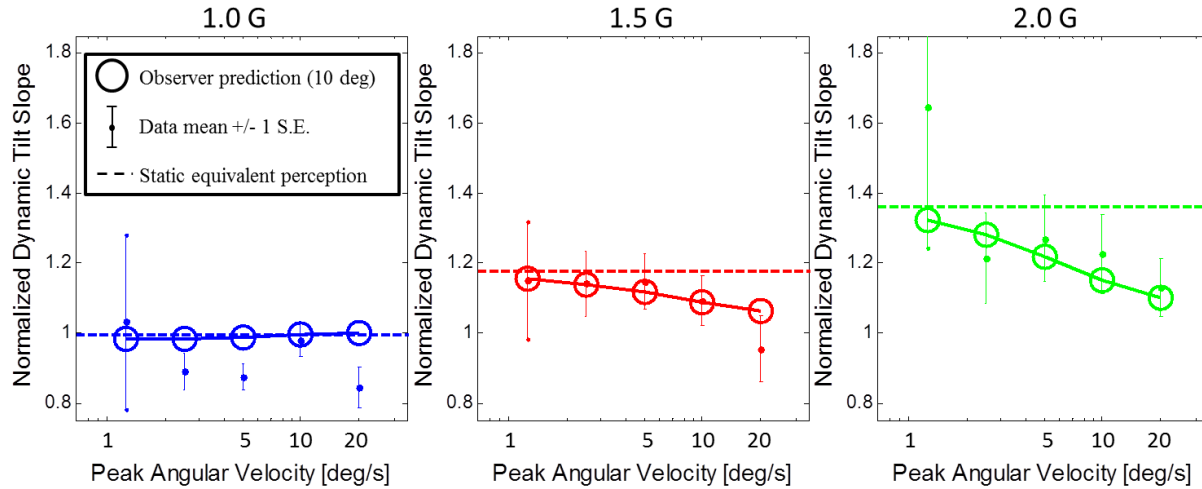 1.0 G
1.5 G
2.0 G
Normalized Dynamic Tilt Slope
1.8
1.6
1.4
1.2
1
0.8
Observer prediction (10 deg)
Data mean +/- 1 S.E.
Static equivalent perception
1 5 10 20
Peak Angular Velocity [deg/s]
Normalized Dynamic Tilt Slope
1.8
1.6
1.4
1.2
1
0.8
1 5 10 20
Peak Angular Velocity [deg/s]
Normalized Dynamic Tilt Slope
1.8
1.6
1.4
1.2
1
0.8
1 5 10 20
Peak Angular Velocity [deg/s]